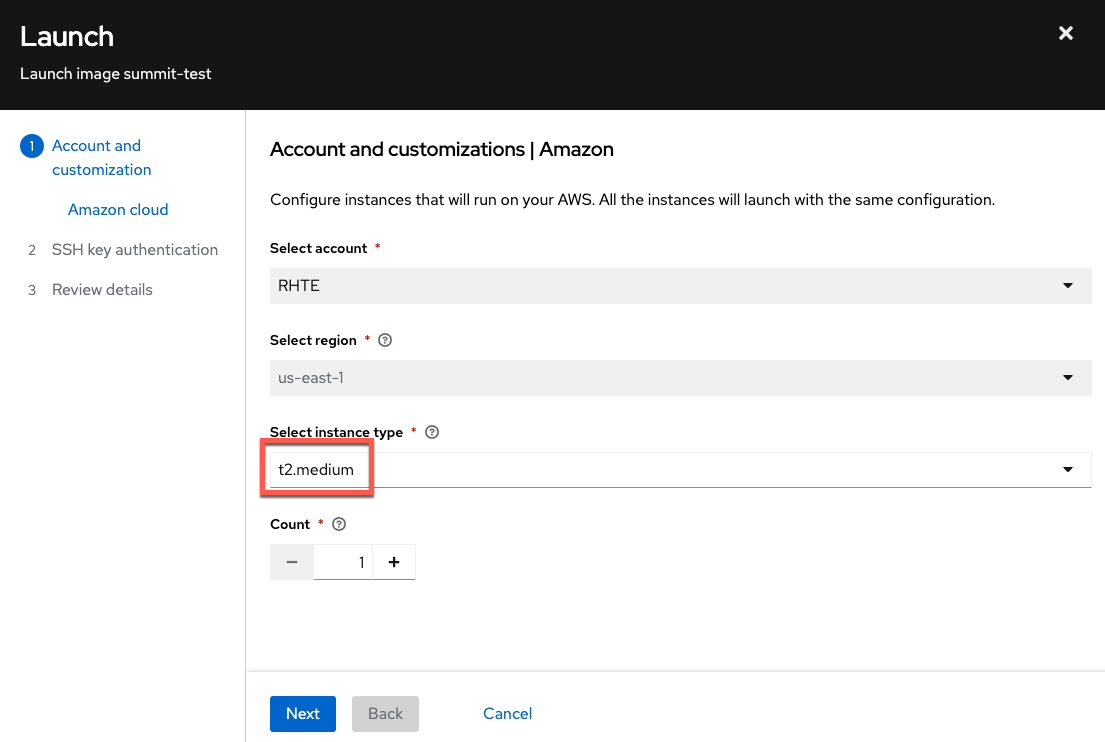 Launch
Launch image summit-test
1 Account and
customization
Amazon cloud
2 SSH key authentication
3 Review details
Account and customizations | Amazon
Configure instances that will run on your AWS. All the instances will launch with the same configuration.
Select account *
RHTE
Select region * ?
us-east-1
Select instance type * ?
t2.medium
Count * ?
− 1 +
Next Back Cancel